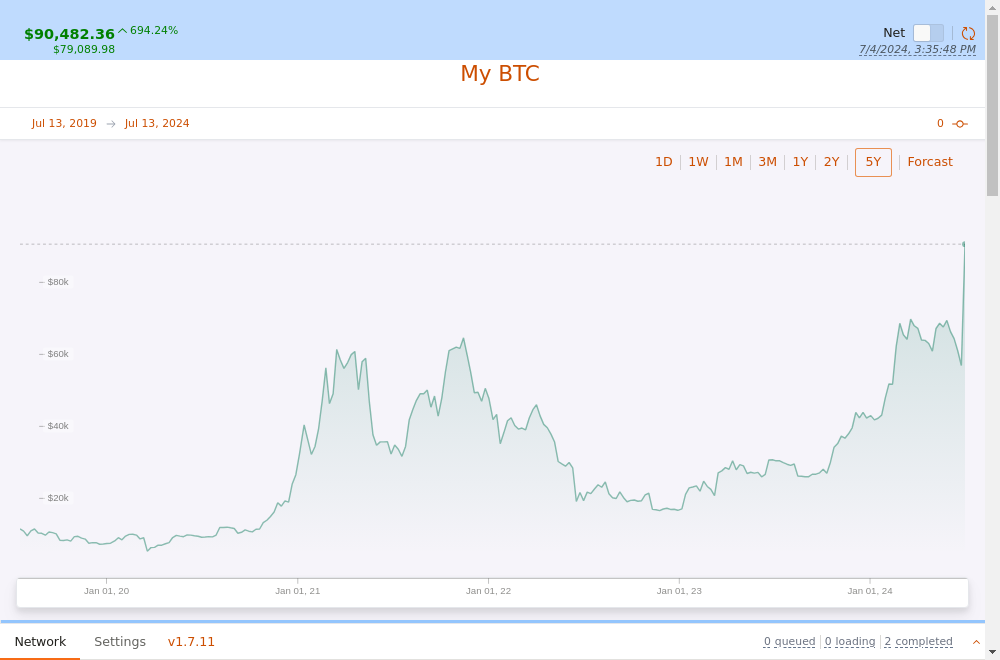 $90,482.36 694.24%
$79,089.98
Net
7/4/2024, 3:35:48 PM
My BTC
Jul 13, 2019 → Jul 13, 2024
0
1D 1W 1M 3M 1Y 2Y 5Y Forcast
$80k
$60k
$40k
$20k
Jan 01, 20 Jan 01, 21 Jan 01, 22 Jan 01, 23 Jan 01, 24
Network Settings v1.7.11
0 queued 0 loading 2 completed